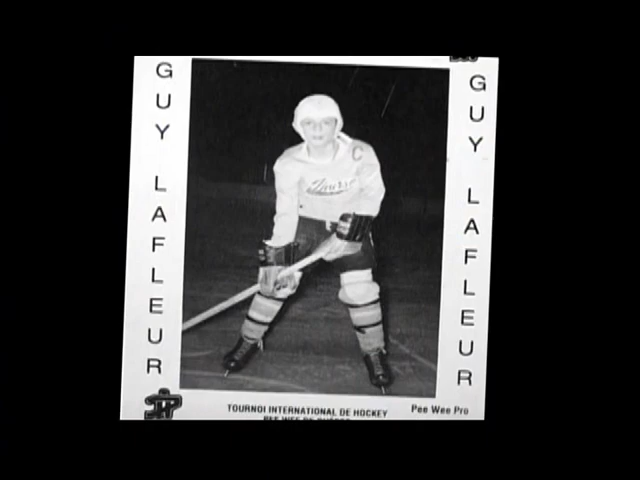 GUY LAFLEUR
GUY LAFLEUR
C
TOURNOI INTERNATIONAL DE HOCKEY
Pee Wee Pro